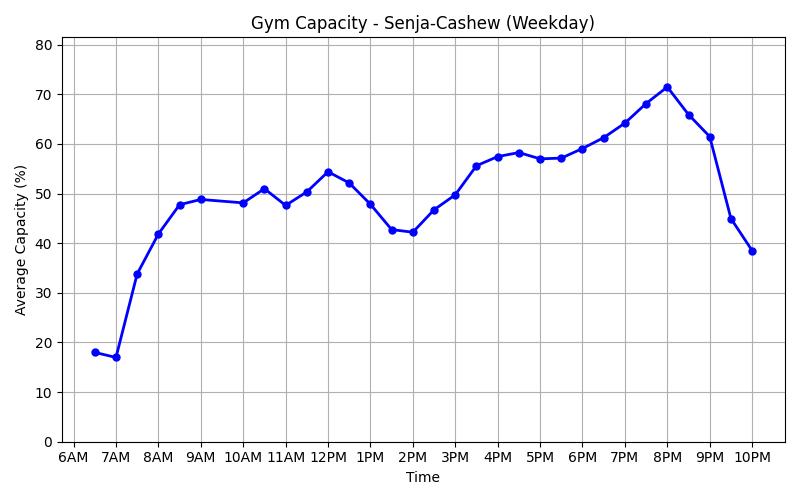 Gym Capacity - Senja-Cashew (Weekday)
80
70
60
50
40
30
20
10
0
Average Capacity (%)
6AM 7AM 8AM 9AM 10AM 11AM 12PM 1PM 2PM 3PM 4PM 5PM 6PM 7PM 8PM 9PM 10PM
Time